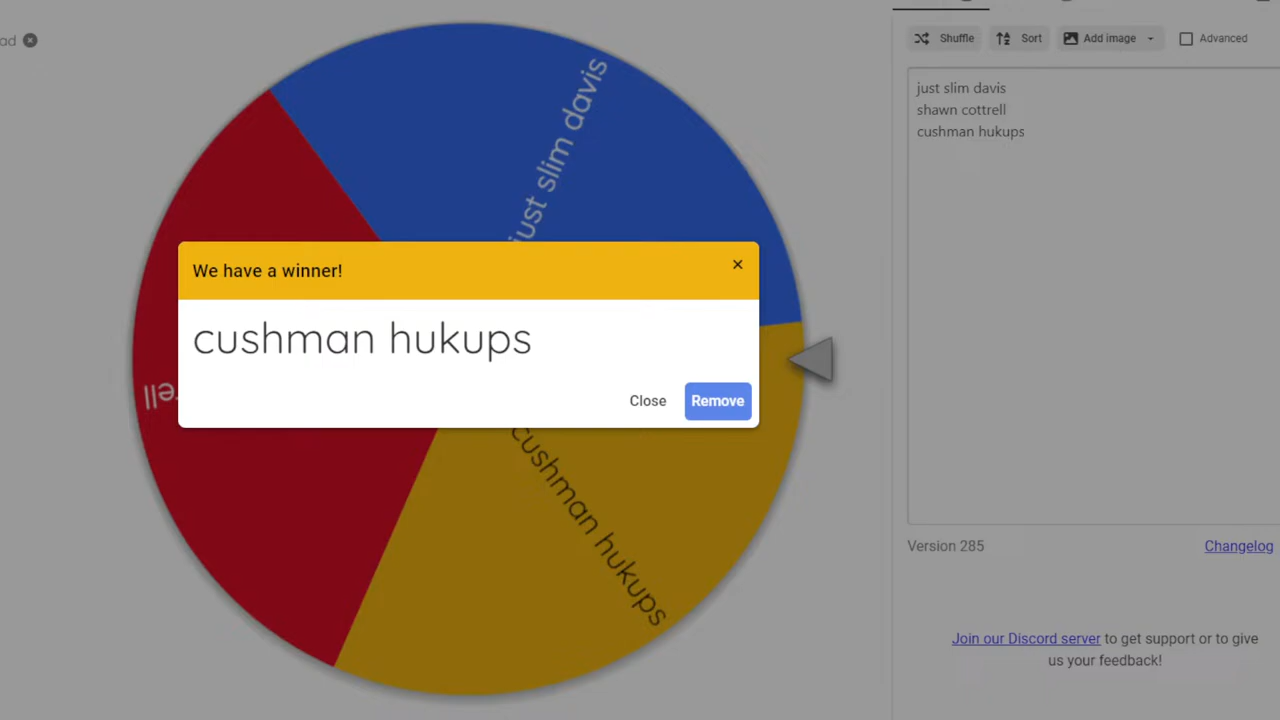 ad
Shuffle
Sort
Add image
Advanced
just slim davis
shawn cottrell
cushman hukups
just slim davis
We have a winner!
cushman hukups
Close
Remove
rell
cushman hukups
Version 285
Changelog
Join our Discord server to get support or to give
us your feedback!